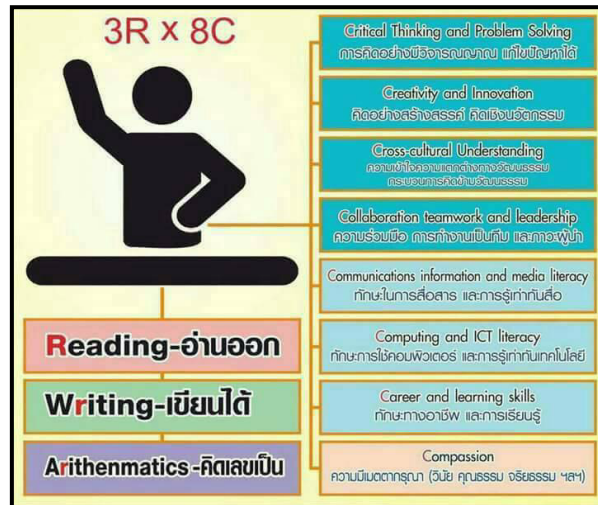 3R x 8C
Critical Thinking and Problem Solving
การคิดอย่างมีวิจารณญาณ แก้ไขปัญหาได้
Creativity and Innovation
คิดอย่างสร้างสรรค์ คิดเชิงนวัตกรรม
Cross-cultural Understanding
ความเข้าใจความแตกต่างทางวัฒนธรรม
กระบวนการคิดข้ามวัฒนธรรม
Collaboration teamwork and leadership
ความร่วมมือ การทำงานเป็นทีม และภาวะผู้นำ
Communications information and media literacy
ทักษะในการสื่อสาร และการรู้เท่าทันสื่อ
Computing and ICT literacy
ทักษะการใช้คอมพิวเตอร์ และการรู้เท่าทันเทคโนโลยี
Career and learning skills
ทักษะทางอาชีพ และการเรียนรู้
Compassion
ความมีเมตตากรุณา (วินัย คุณธรรม จริยธรรม ฯลฯ)
Reading-อ่านออก
Writing-เขียนได้
Arithenmatics -คิดเลขเป็น